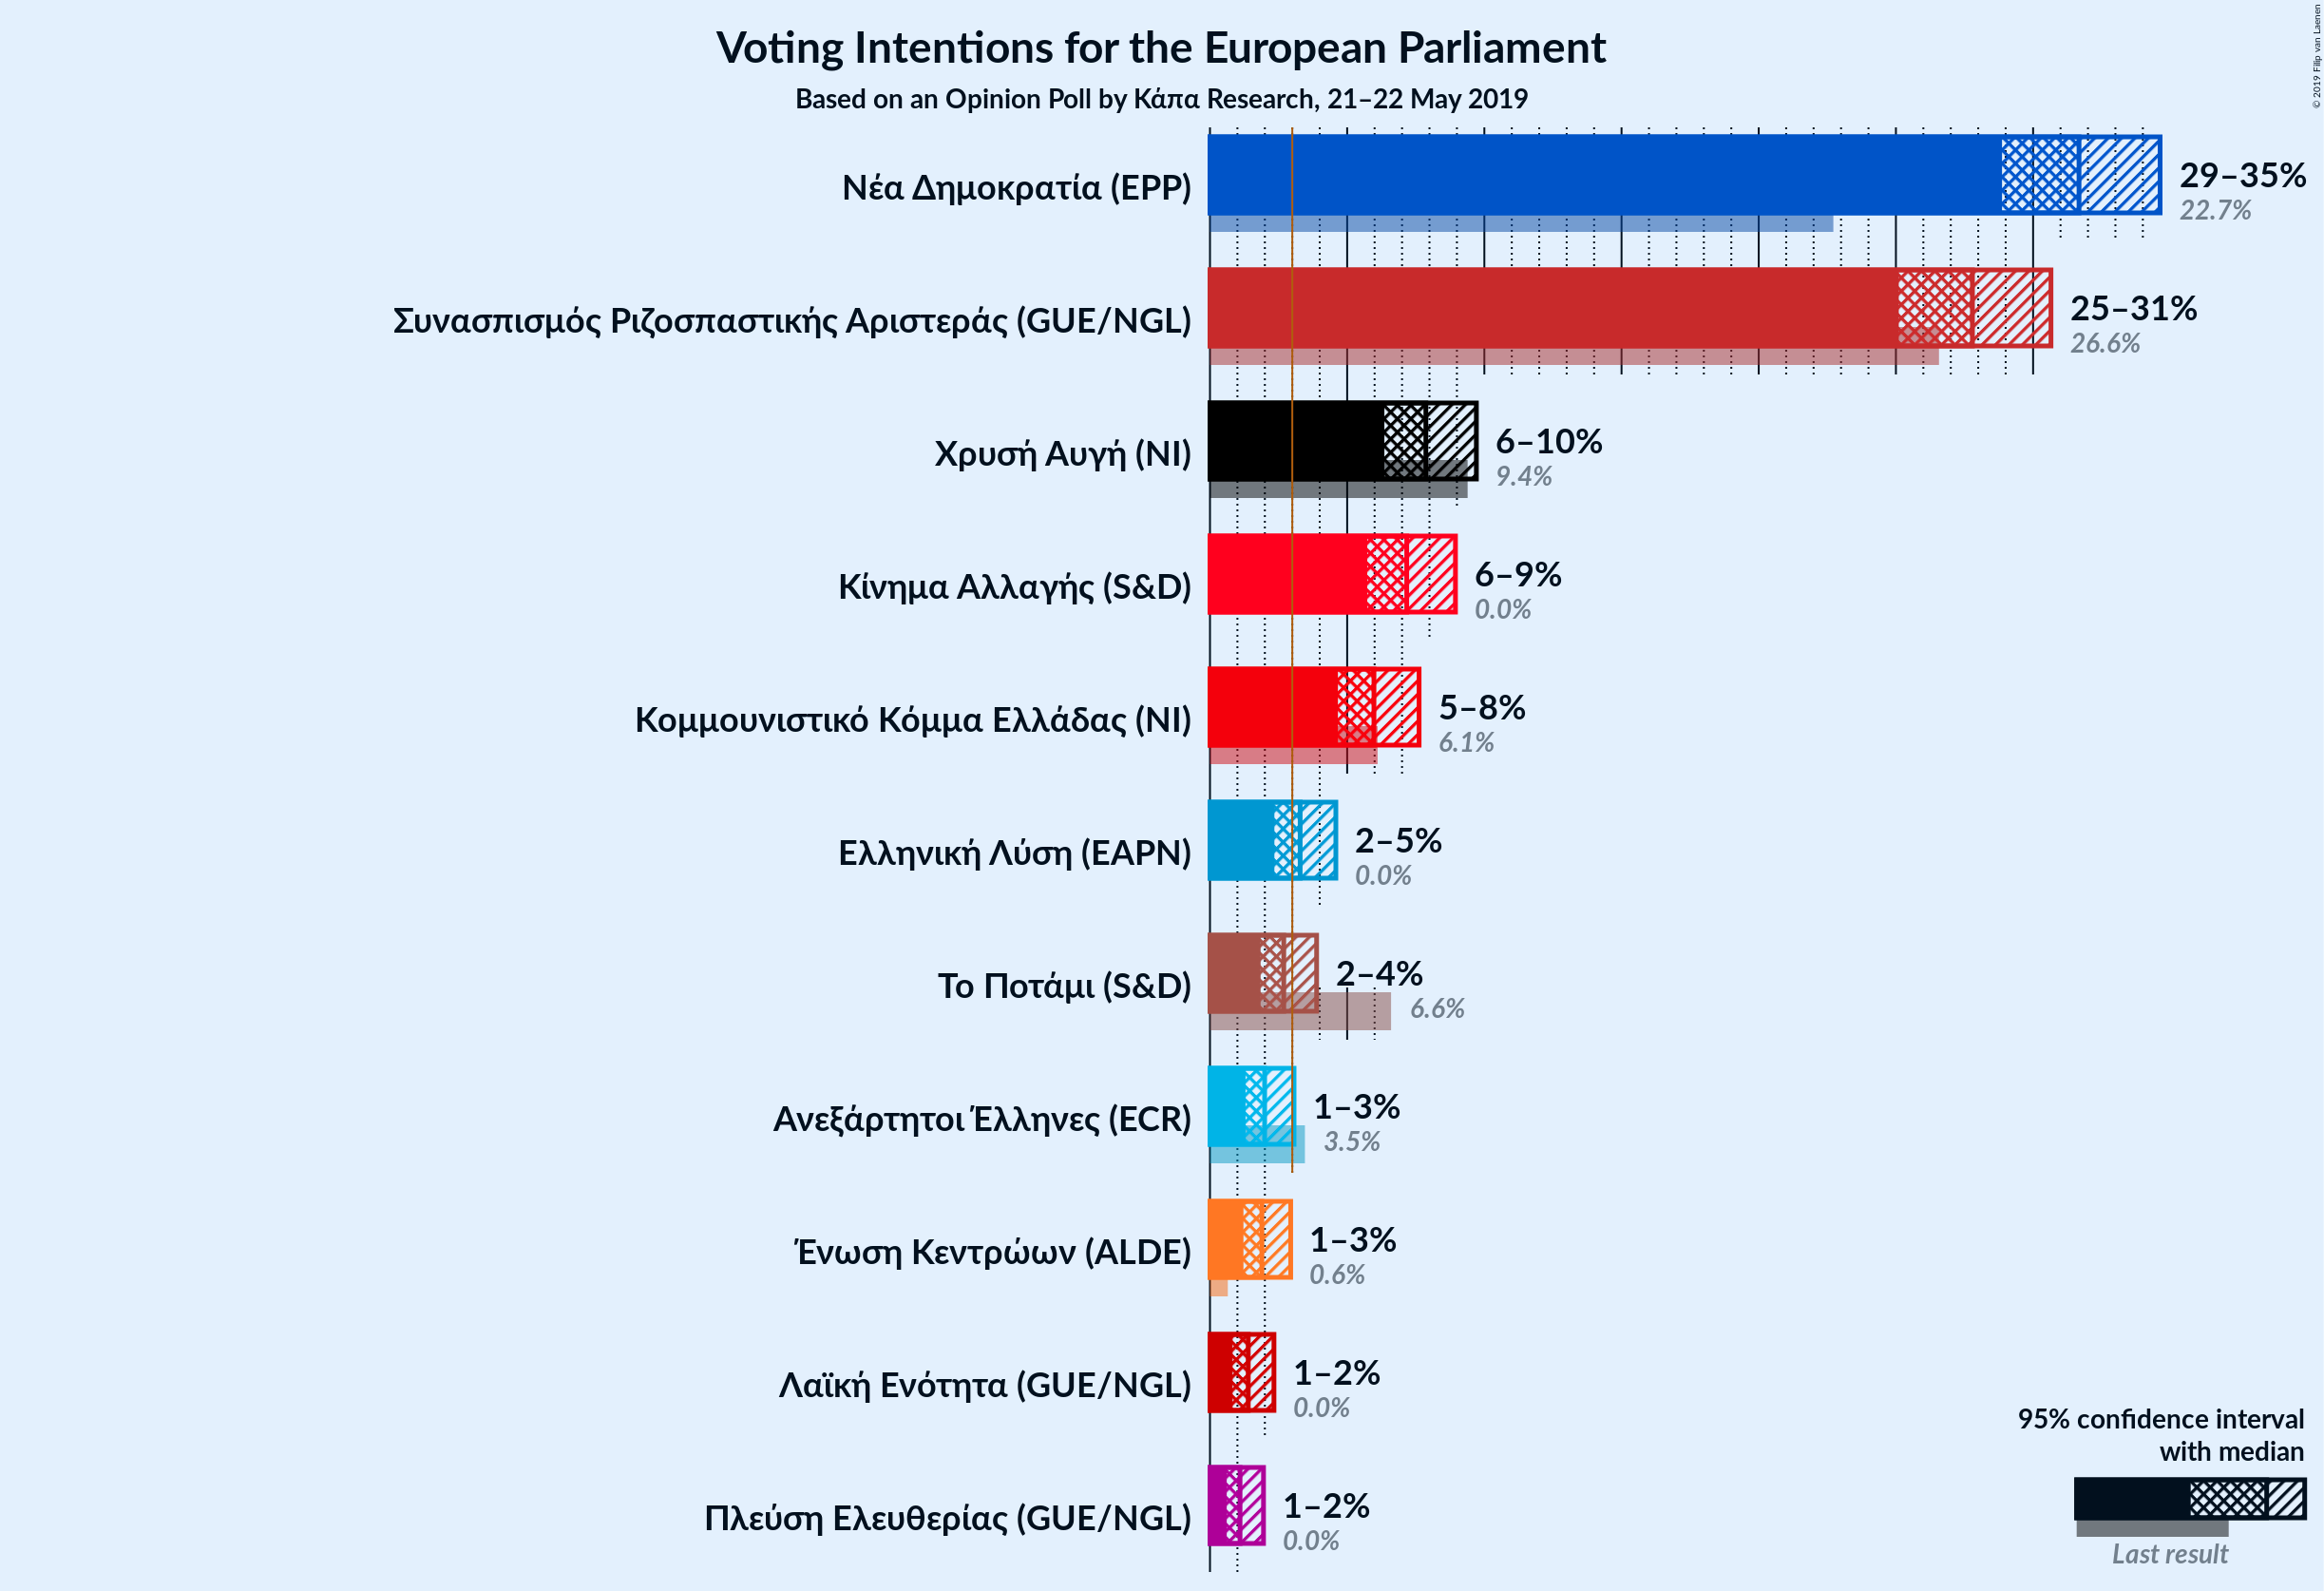 Voting Intentions for the European Parliament
Based on an Opinion Poll by Κάπα Research, 21–22 May 2019
© 2019 Filip van Laenen
Νέα Δημοκρατία (EPP)
29–35%
22.7%
Συνασπισμός Ριζοσπαστικής Αριστεράς (GUE/NGL)
25–31%
26.6%
Χρυσή Αυγή (NI)
6–10%
9.4%
Κίνημα Αλλαγής (S&D)
6–9%
0.0%
Κομμουνιστικό Κόμμα Ελλάδας (NI)
5–8%
6.1%
Ελληνική Λύση (EAPN)
2–5%
0.0%
Το Ποτάμι (S&D)
2–4%
6.6%
Ανεξάρτητοι Έλληνες (ECR)
1–3%
3.5%
Ένωση Κεντρώων (ALDE)
1–3%
0.6%
Λαϊκή Ενότητα (GUE/NGL)
1–2%
0.0%
Πλεύση Ελευθερίας (GUE/NGL)
1–2%
0.0%
95% confidence interval
with median
Last result